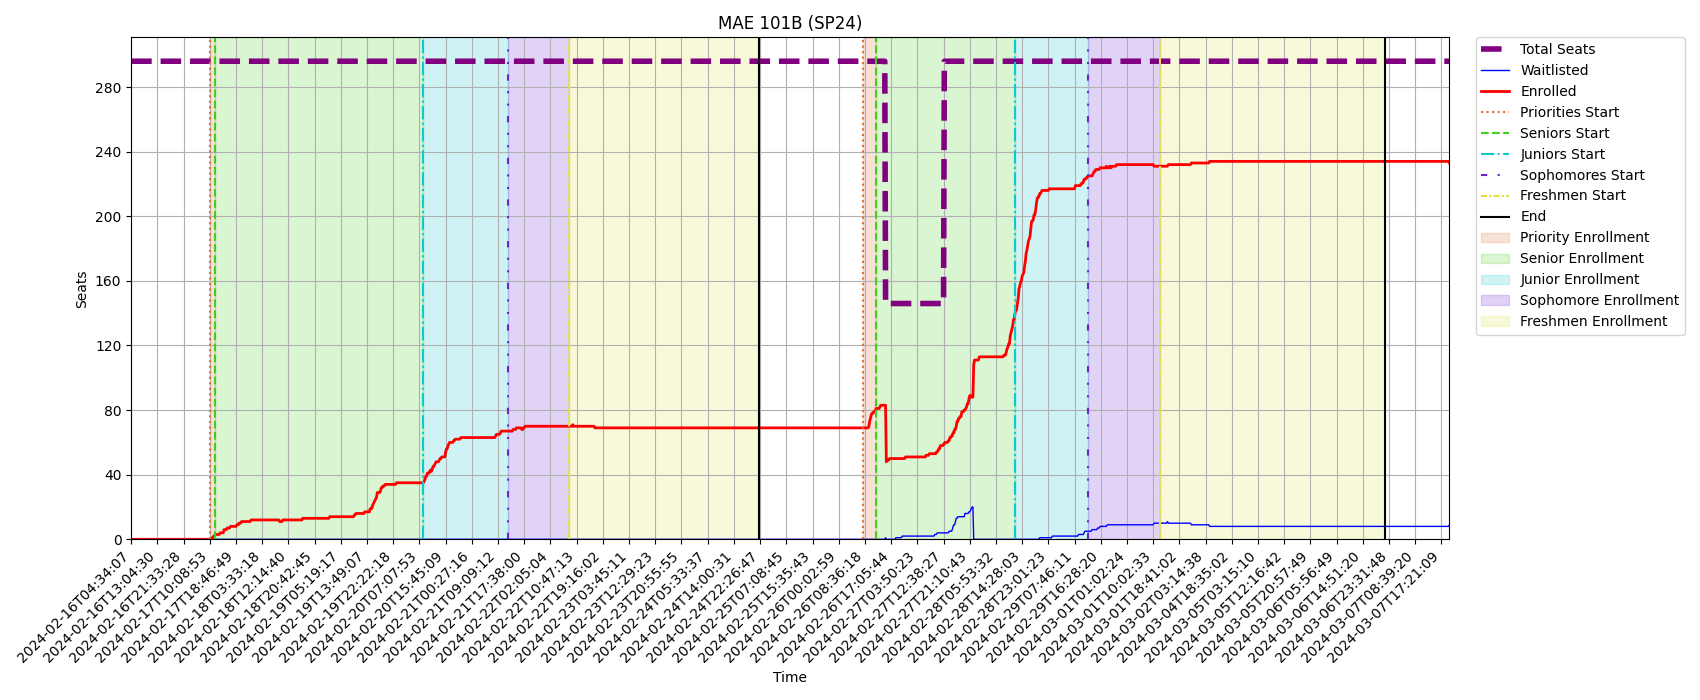 MAE 101B (SP24)
Seats
280
240
200
160
120
80
40
0
2024-02-16T04:34:07
2024-02-16T13:04:30
2024-02-16T21:33:28
2024-02-17T10:08:53
2024-02-17T18:46:49
2024-02-18T03:33:18
2024-02-18T12:14:40
2024-02-18T20:42:45
2024-02-19T05:19:17
2024-02-19T13:49:07
2024-02-19T22:22:18
2024-02-20T07:07:53
2024-02-20T15:45:09
2024-02-21T00:27:16
2024-02-21T09:09:12
2024-02-21T17:38:00
2024-02-22T02:05:04
2024-02-22T10:47:13
2024-02-22T19:16:02
2024-02-23T03:45:11
2024-02-23T12:29:23
2024-02-23T20:55:55
2024-02-24T05:33:37
2024-02-24T14:00:31
2024-02-24T22:26:47
2024-02-25T07:08:45
2024-02-25T15:35:43
2024-02-26T00:02:59
2024-02-26T08:36:18
2024-02-26T17:05:44
2024-02-27T03:50:23
2024-02-27T12:38:27
2024-02-27T21:10:43
2024-02-28T05:53:32
2024-02-28T14:28:03
2024-02-28T23:01:23
2024-02-29T07:46:11
2024-02-29T16:28:20
2024-03-01T01:02:24
2024-03-01T10:02:33
2024-03-01T18:41:02
2024-03-02T03:14:38
2024-03-04T18:35:02
2024-03-05T03:15:10
2024-03-05T12:16:42
2024-03-05T20:57:49
2024-03-06T05:56:49
2024-03-06T14:51:20
2024-03-06T23:31:48
2024-03-07T08:39:20
2024-03-07T17:21:09
Time
Total Seats
Waitlisted
Enrolled
Priorities Start
Seniors Start
Juniors Start
Sophomores Start
Freshmen Start
End
Priority Enrollment
Senior Enrollment
Junior Enrollment
Sophomore Enrollment
Freshmen Enrollment